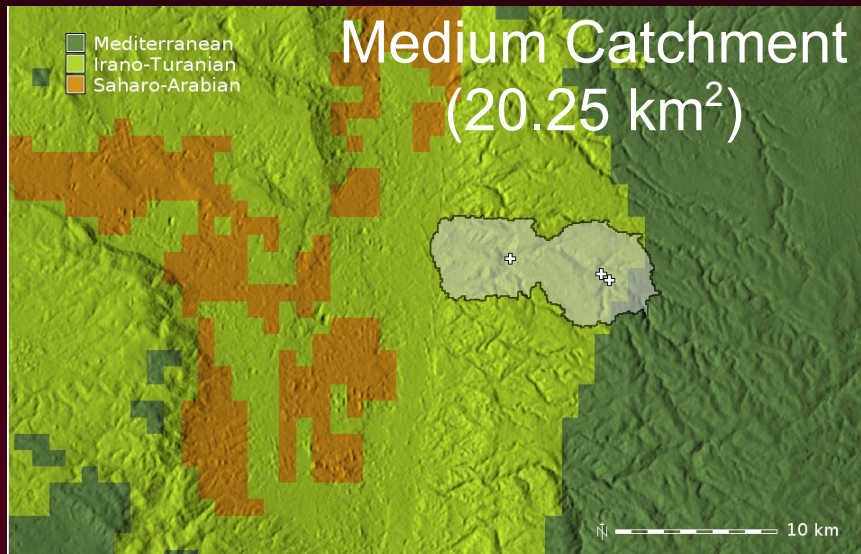 Medium Catchment
(20.25 km²)
Mediterranean
Irano-Turanian
Saharo-Arabian
N
10 km